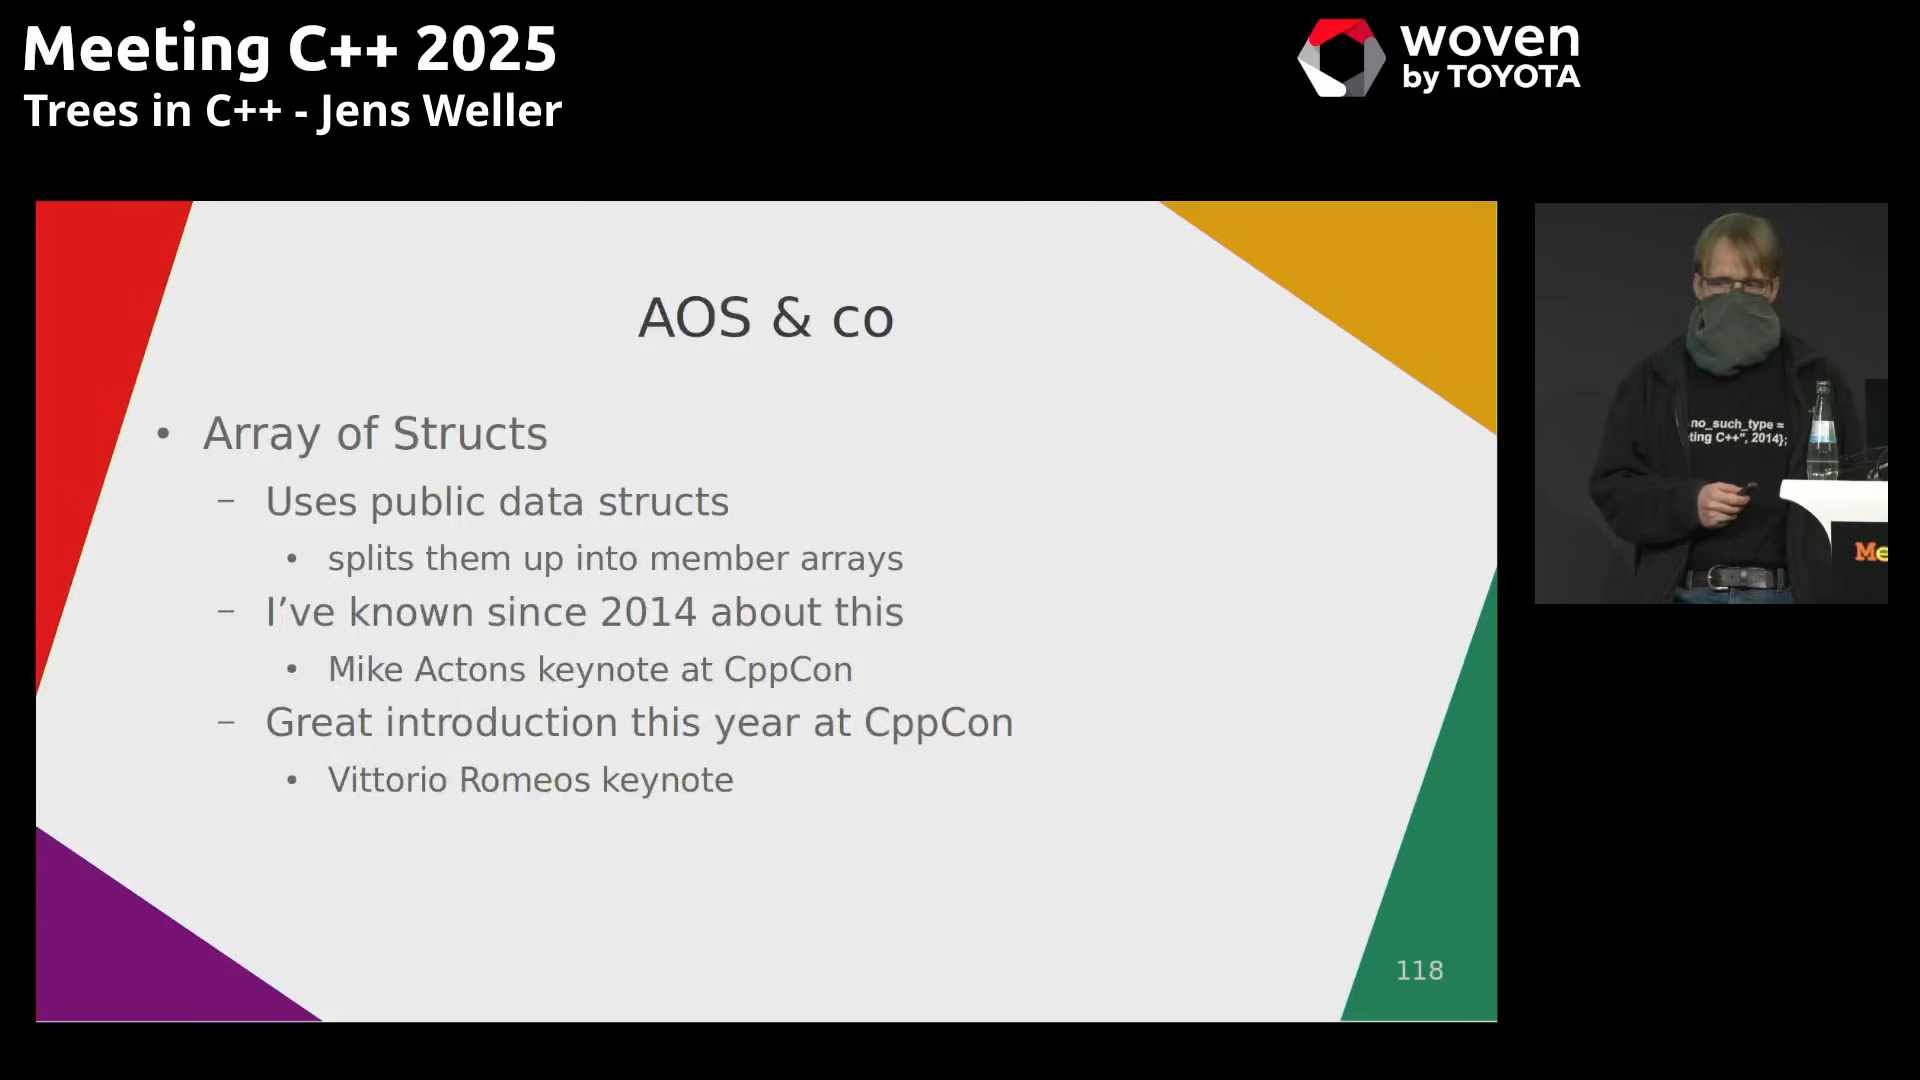 Meeting C++ 2025
Trees in C++ - Jens Weller
woven
by TOYOTA
AOS & co
• Array of Structs
– Uses public data structs
• splits them up into member arrays
– I’ve known since 2014 about this
• Mike Actons keynote at CppCon
– Great introduction this year at CppCon
• Vittorio Romeos keynote
118
no_such_type =
ting C++", 2014};
Me